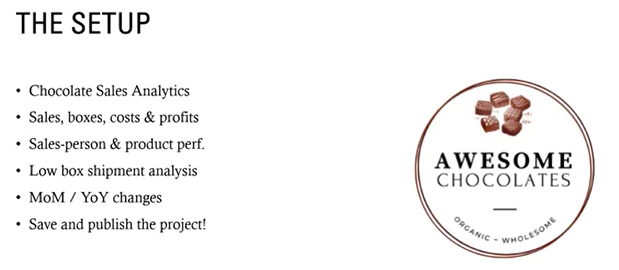 THE SETUP
• Chocolate Sales Analytics
• Sales, boxes, costs & profits
• Sales-person & product perf.
• Low box shipment analysis
• MoM / YoY changes
• Save and publish the project!
AWESOME
CHOCOLATES
ORGANIC ~ WHOLESOME